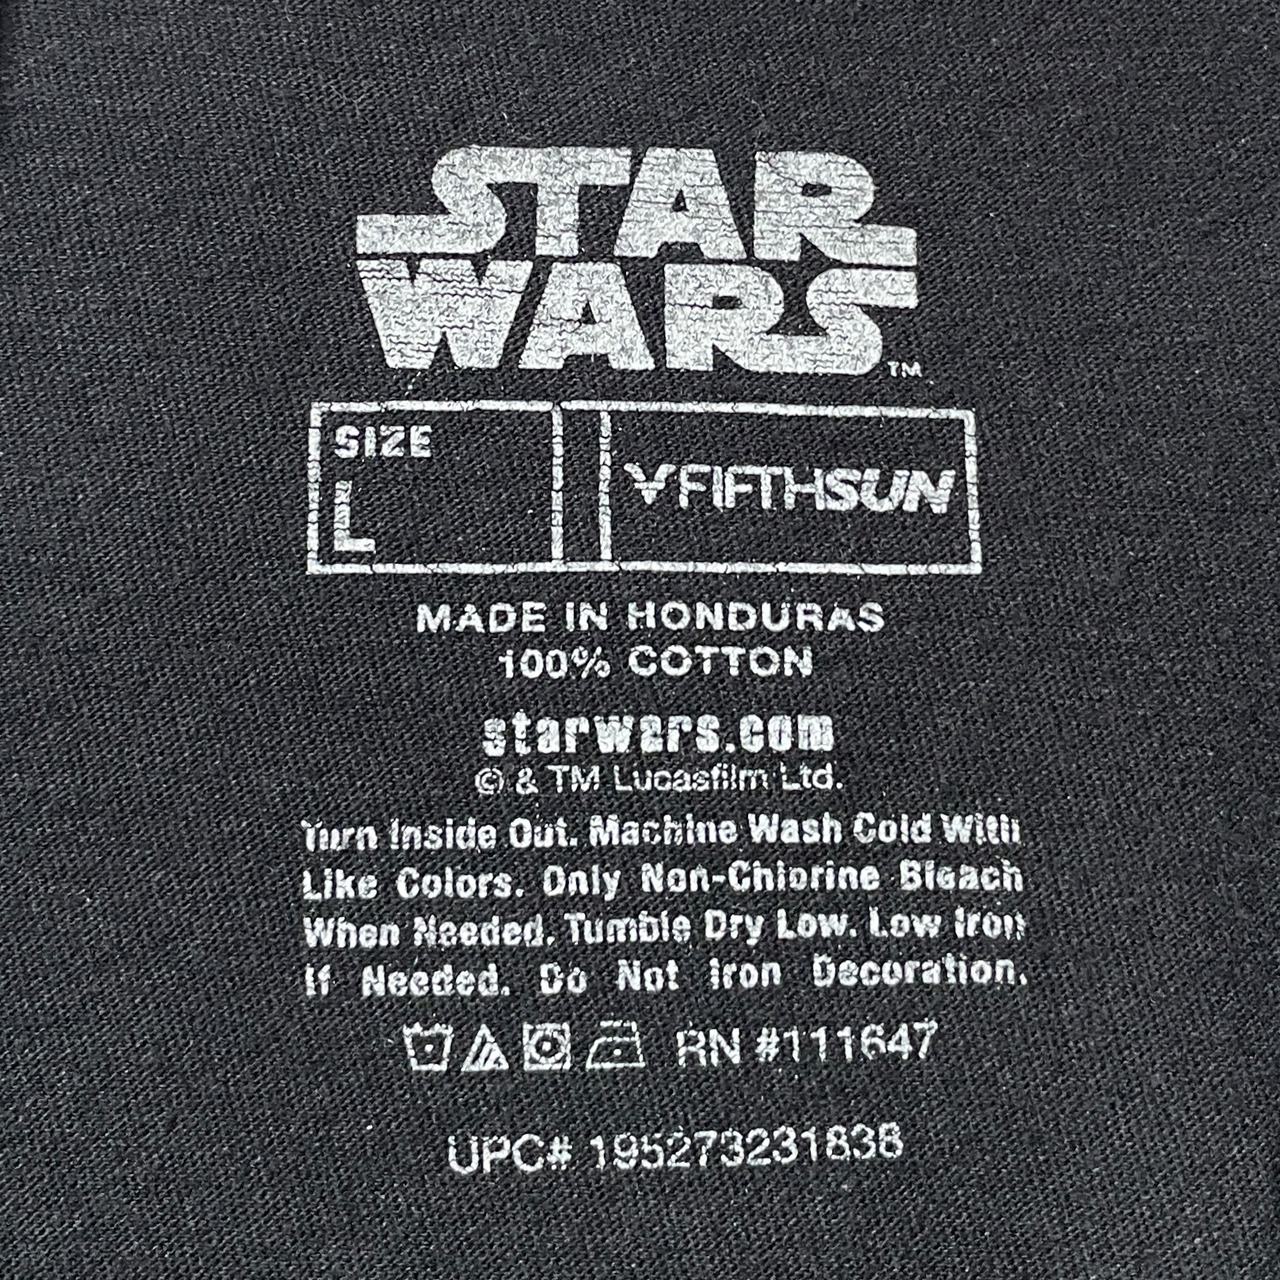 STAR
WARS™
SIZE
L
FIFTHSUN
MADE IN HONDURAS
100% COTTON
starwars.com
© & TM Lucasfilm Ltd.
Turn Inside Out. Machine Wash Cold With
Like Colors. Only Non-Chlorine Bleach
When Needed. Tumble Dry Low. Low Iron
If Needed. Do Not Iron Decoration.
RN #111647
UPC# 195273231838